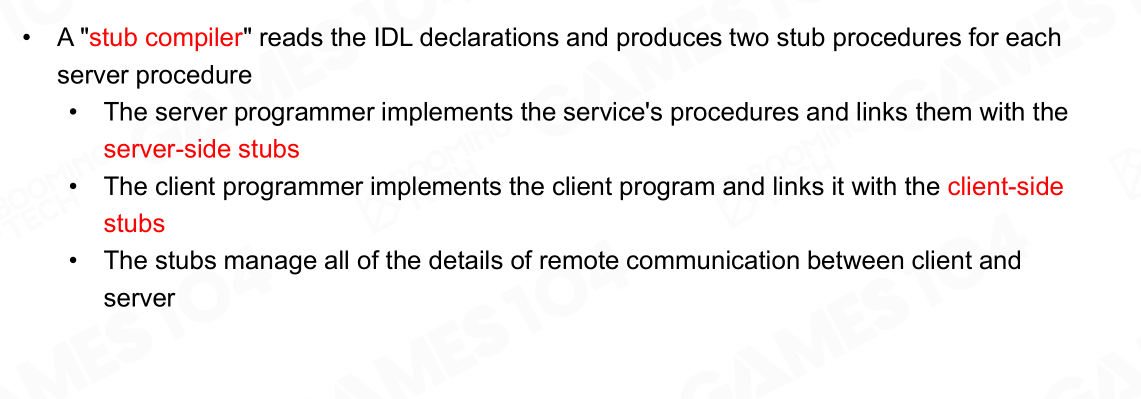 • A "stub compiler" reads the IDL declarations and produces two stub procedures for each
server procedure
• The server programmer implements the service's procedures and links them with the
server-side stubs
• The client programmer implements the client program and links it with the client-side
stubs
• The stubs manage all of the details of remote communication between client and
server
BOOMING
TECH
GAMES104
BOOMING
TECH
GAMES104
GAMES104
GAMES104
GAMES104